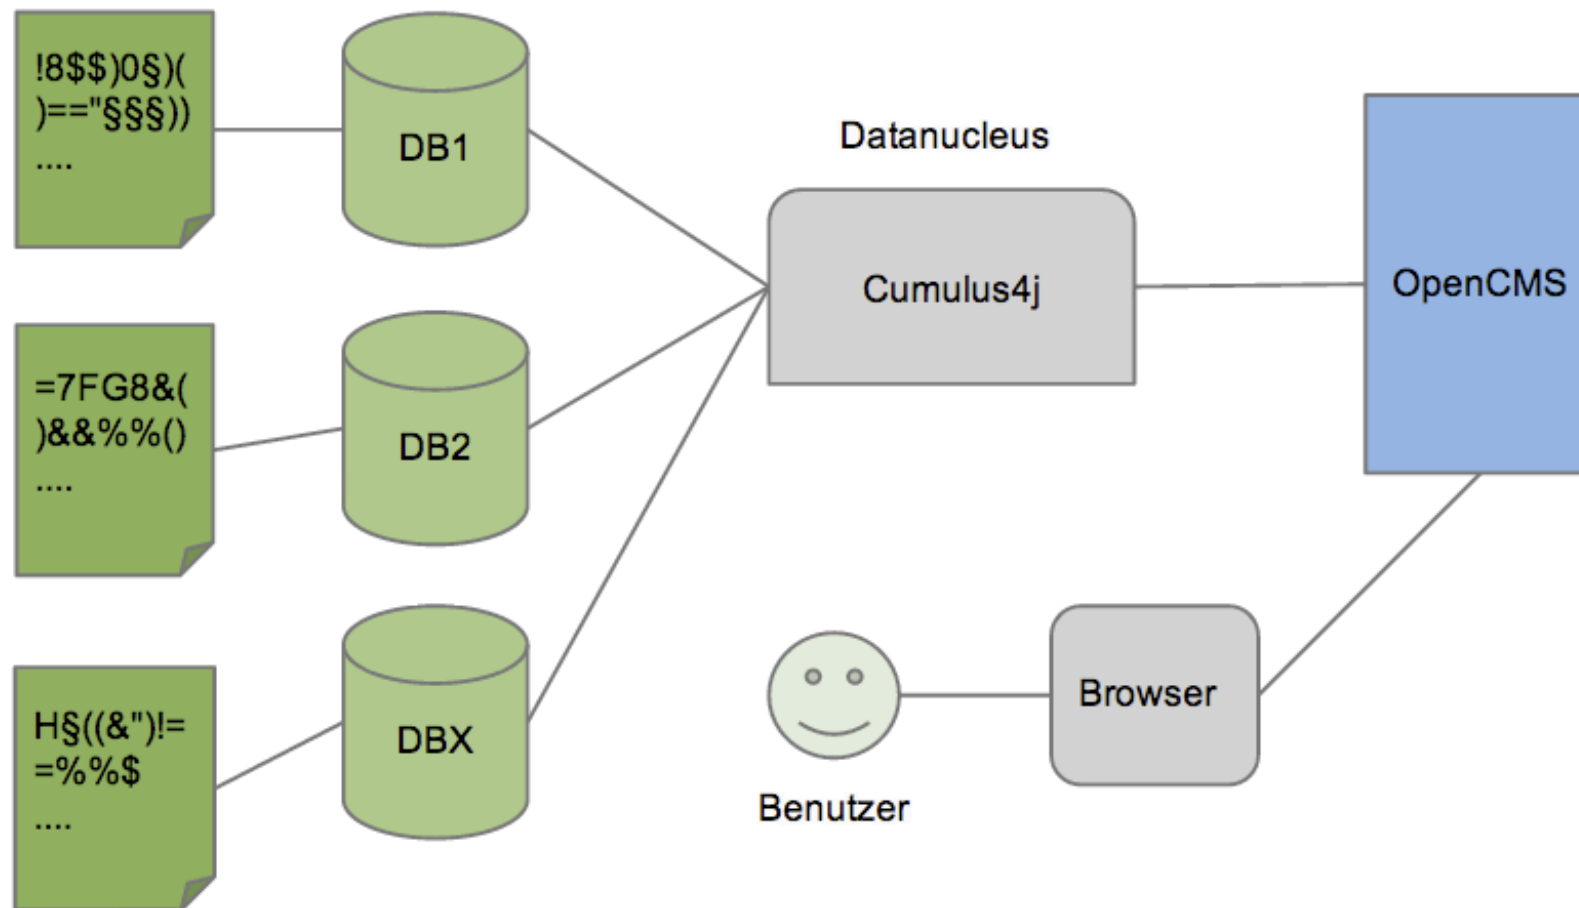 !8$$)0§)(
)=="§§§))
....
DB1
Datanucleus
Cumulus4j
OpenCMS
=7FG8&(
)&&%%()
....
DB2
H§((&")!=
=%%$
....
DBX
Browser
Benutzer